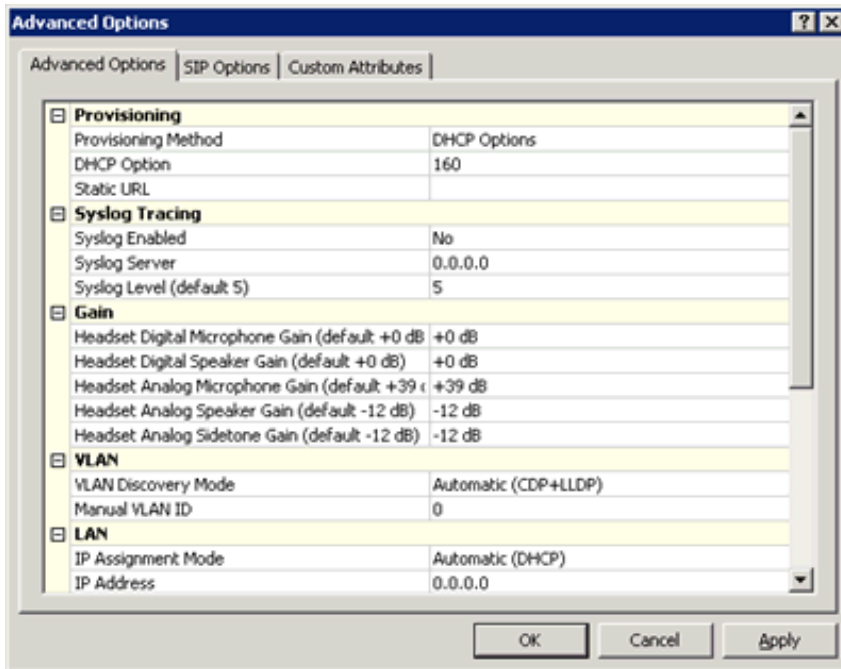 Advanced Options
Advanced Options SIP Options Custom Attributes
Provisioning
Provisioning Method DHCP Options
DHCP Option 160
Static URL
Syslog Tracing
Syslog Enabled No
Syslog Server 0.0.0.0
Syslog Level (default 5) 5
Gain
Headset Digital Microphone Gain (default +0 dB +0 dB
Headset Digital Speaker Gain (default +0 dB) +0 dB
Headset Analog Microphone Gain (default +39 +39 dB
Headset Analog Speaker Gain (default -12 dB) -12 dB
Headset Analog Sidetone Gain (default -12 dB) -12 dB
VLAN
VLAN Discovery Mode Automatic (CDP+LLDP)
Manual VLAN ID 0
LAN
IP Assignment Mode Automatic (DHCP)
IP Address 0.0.0.0
OK Cancel Apply